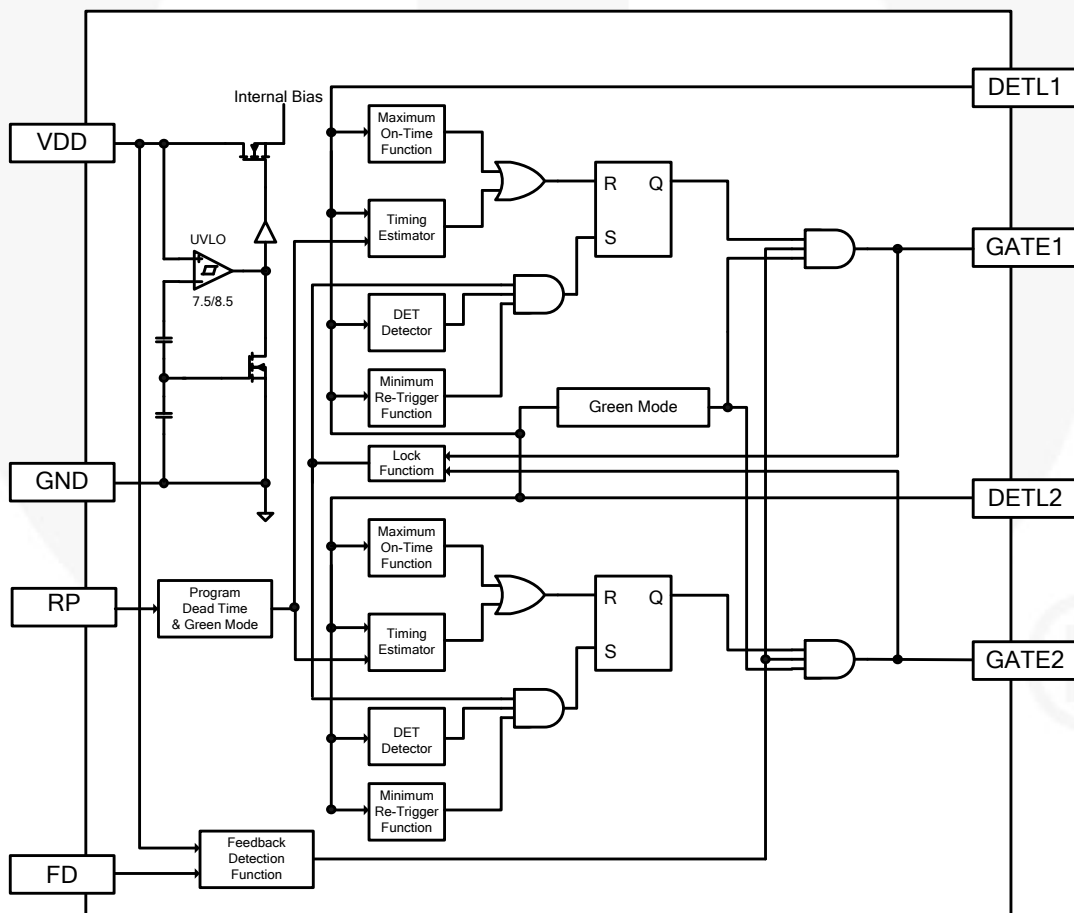 DETL1
Internal Bias
VDD
Maximum
On-Time
Function
R
Q
S
Timing
Estimator
UVLO
+
−
7.5/8.5
GATE1
DET
Detector
Minimum
Re-Trigger
Function
Green Mode
Lock
Functiom
GND
DETL2
Maximum
On-Time
Function
RP
Program
Dead Time
& Green Mode
R
Q
S
Timing
Estimator
GATE2
DET
Detector
Minimum
Re-Trigger
Function
Feedback
Detection
Function
FD